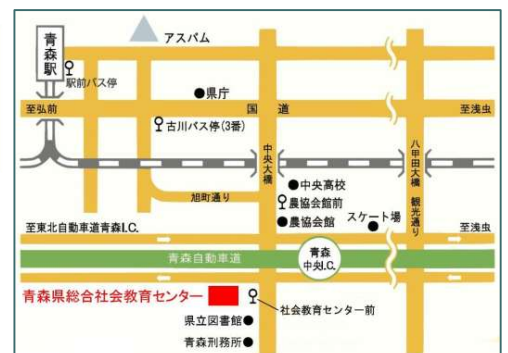 アスパム
青森駅
駅前バス停
●県庁
至弘前
国道
至浅虫
古川バス停(3番)
中央大橋
八甲田大橋 観光通り
●中央高校
農協会館前
●農協会館
旭町通り
スケート場
至東北自動車道青森I.C.
至浅虫
青森自動車道
青森
中央I.C.
青森県総合社会教育センター
社会教育センター前
県立図書館●
青森刑務所●